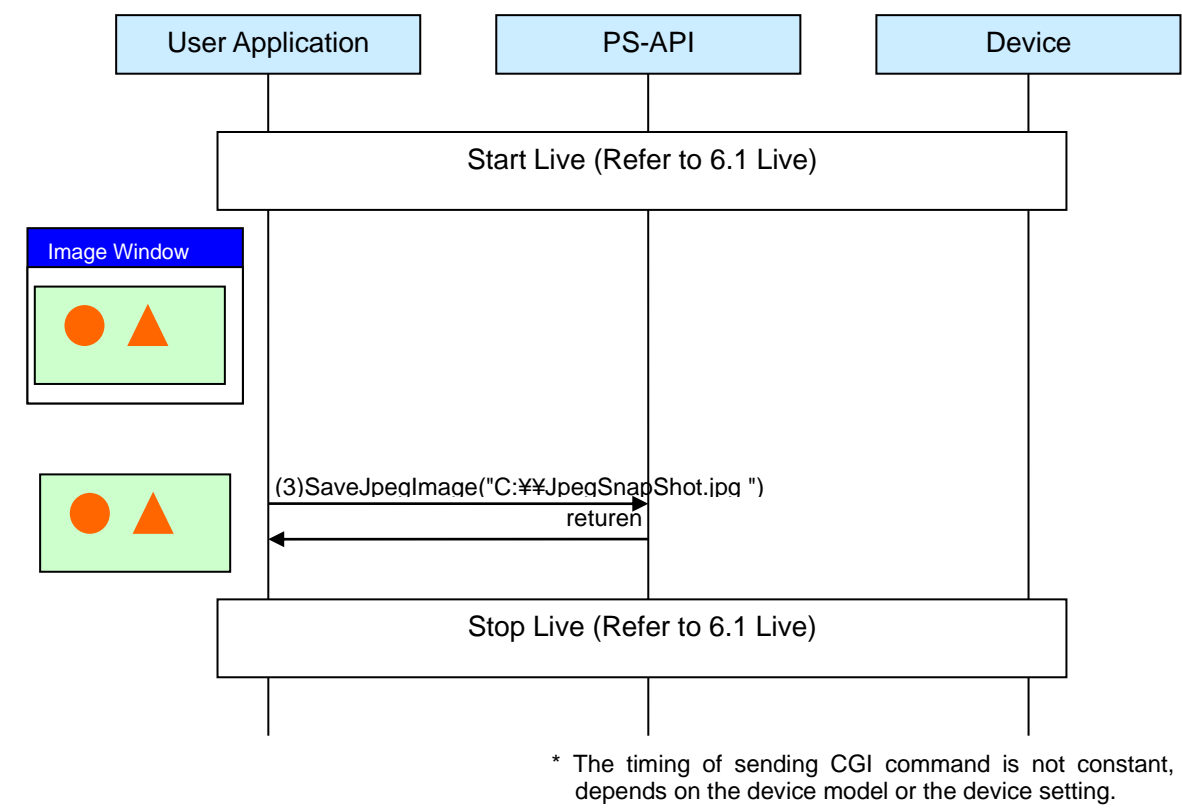 User Application
PS-API
Device
Start Live (Refer to 6.1 Live)
Image Window
(3)SaveJpegImage("C:¥¥JpegSnapShot.jpg ")
returen
Stop Live (Refer to 6.1 Live)
* The timing of sending CGI command is not constant,
depends on the device model or the device setting.